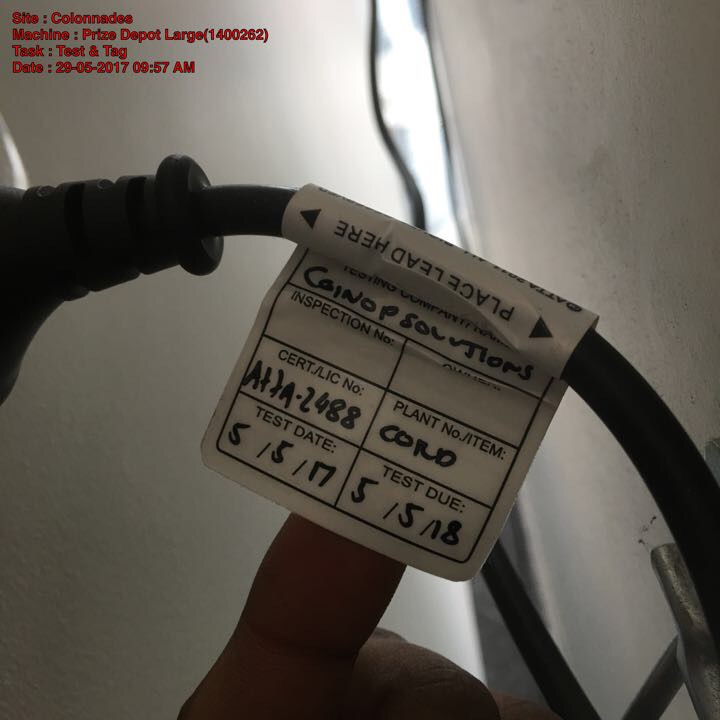 Site : Colonnades
Machine : Prize Depot Large(1400262)
Task : Test & Tag
Date : 29-05-2017 09:57 AM
PLACE LEAD HERE
TESTING COMPANY/NAME
COINOP SOLUTIONS
INSPECTION No:
OWNER:
CERT./LIC No:
PLANT No./ITEM:
CORD
TEST DATE:
5/5/17
TEST DUE:
5/5/18